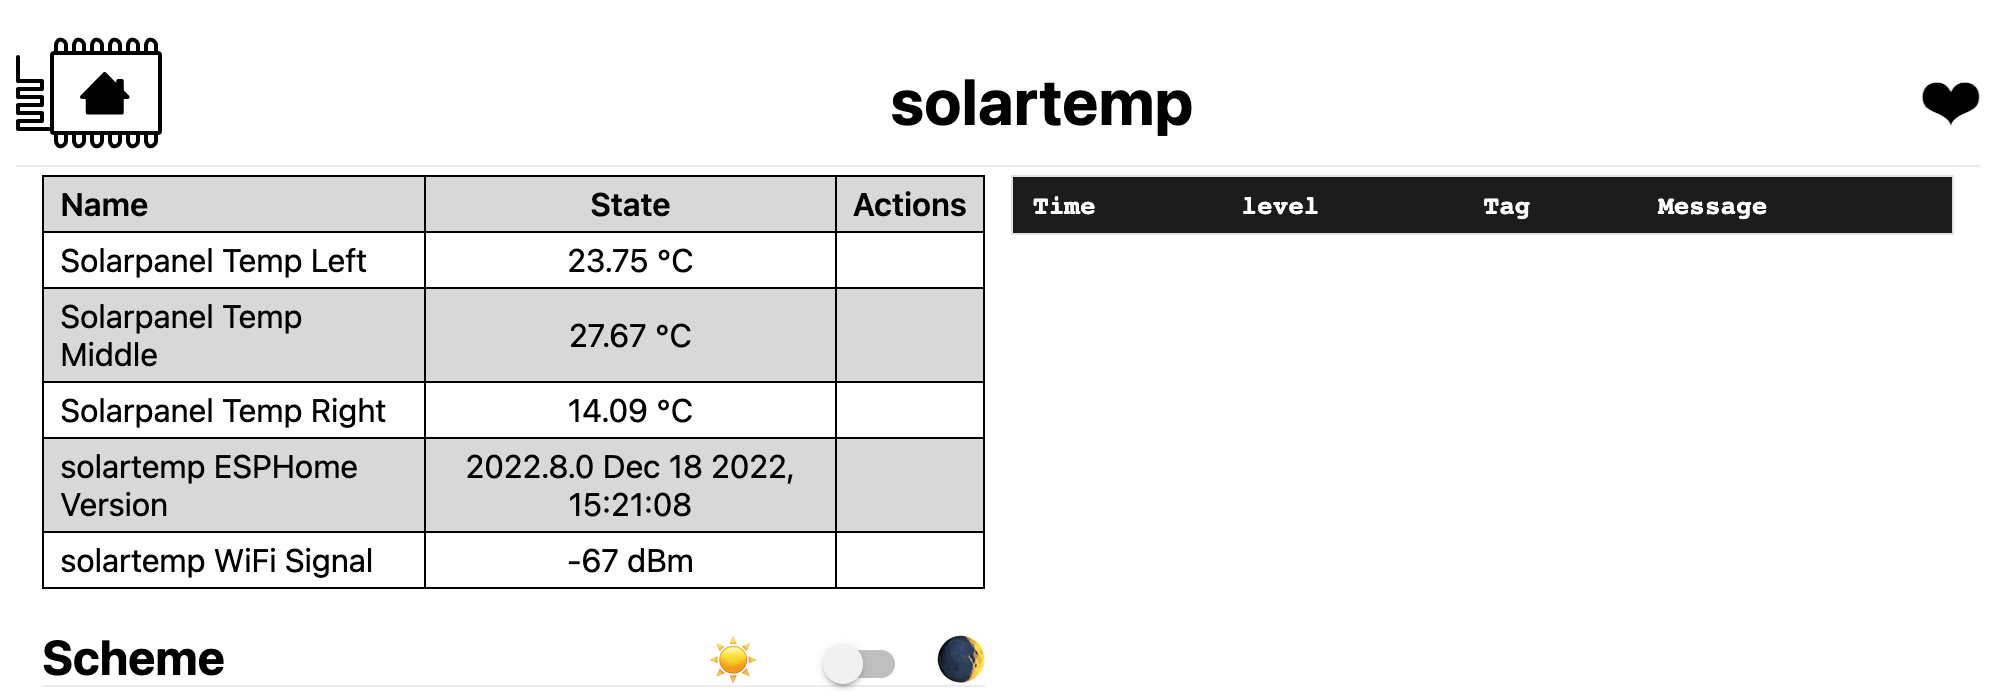 solartemp
Name State Actions
Solarpanel Temp Left 23.75 °C
Solarpanel Temp
Middle
27.67 °C
Solarpanel Temp Right 14.09 °C
solartemp ESPHome
Version
2022.8.0 Dec 18 2022,
15:21:08
solartemp WiFi Signal -67 dBm
Scheme
Time level Tag Message